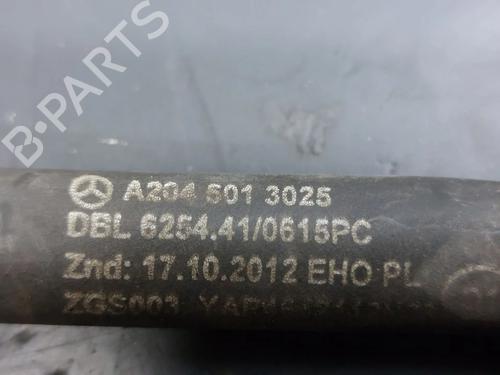 B-PARTS
A204 501 3025
DBL 6254.41/0615PC
Znd: 17.10.2012 EHO PL
ZGS003